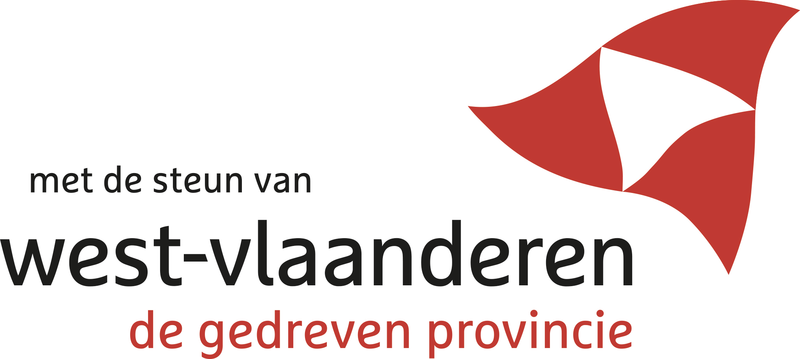 met de steun van
west-vlaanderen
de gedreven provincie